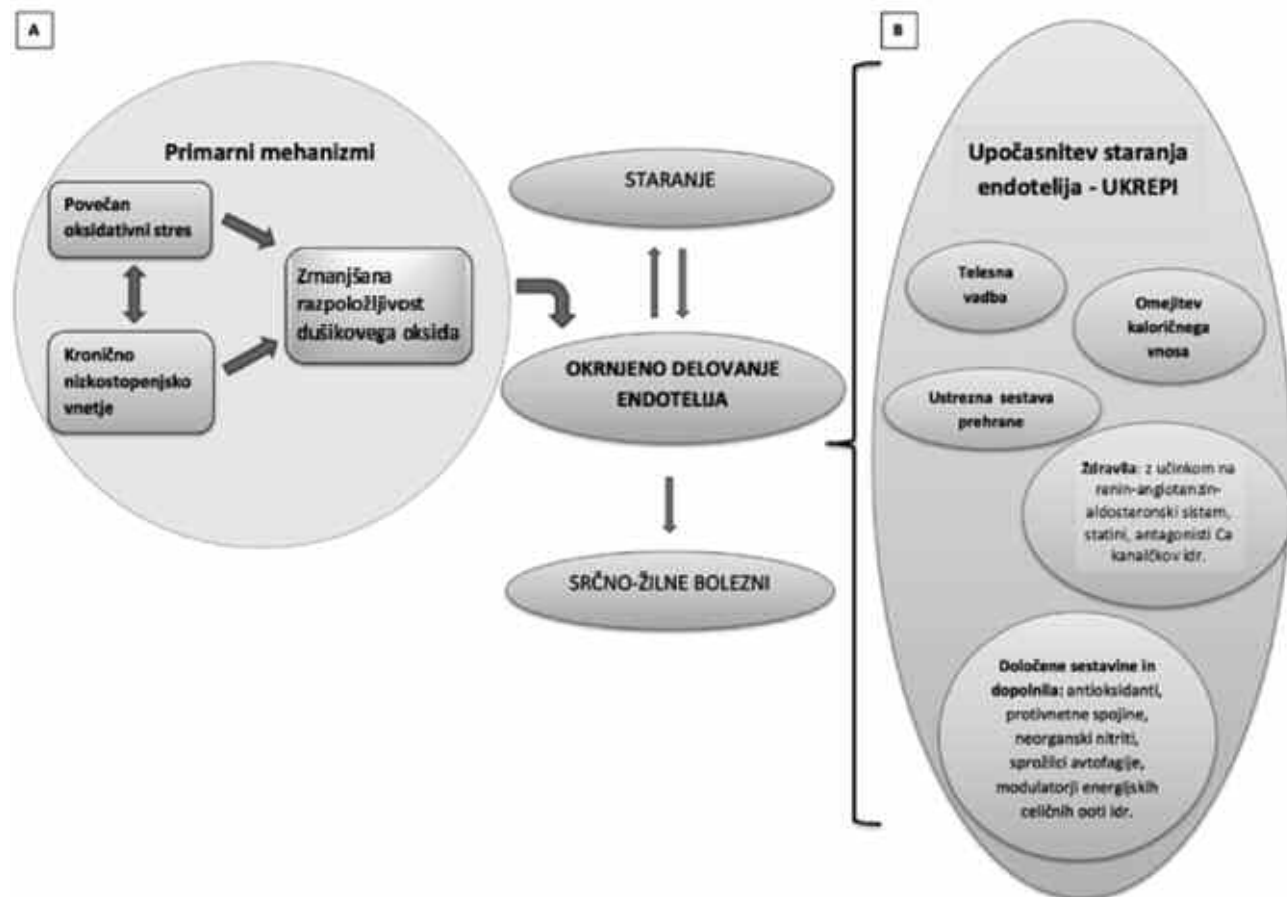 A
Primarni mehanizmi
Povečan
oksidativni stres
Kronično
nizkostopenjsko
vnetje
Zmanjšana
razpoložljivost
dušikovega oksida
STARANJE
OKRNJENO DELOVANJE
ENDOTELIJA
SRČNO-ŽILNE BOLEZNI
B
Upočasnitev staranja
endotelija - UKREPI
Telesna
vadba
Omejitev
kaloričnega
vnosa
Ustrezna sestava
prehrane
Zdravila: z učinkom na
renin-angiotenzin-
aldosteronski sistem,
statini, antagonisti Ca
kanalčkov idr.
Določene sestavine in
dopolnila: antioksidanti,
protivnetne spojine,
neorganski nitriti,
sprožilci avtofagije,
modulatorji energijskih
celičnih poti idr.